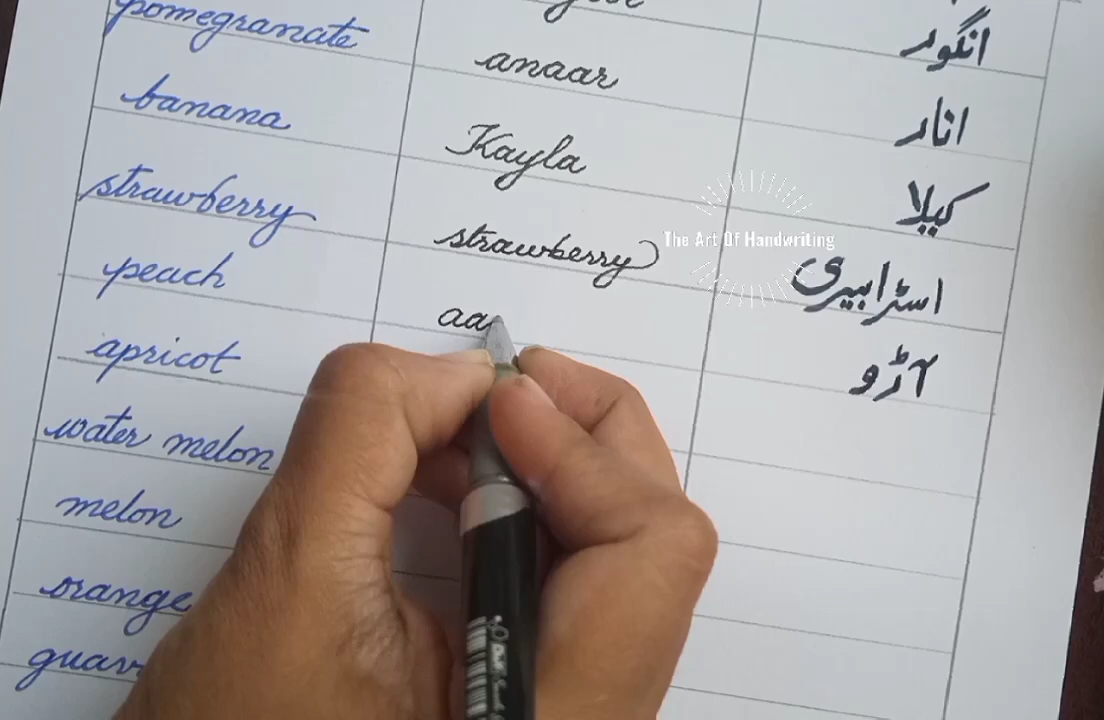 pomegranate anaar انگور
banana Kayla انار
strawberry strawberry کیلا
The Art Of Handwriting
peach aa اسٹرابیری
apricot آڑو
water melon
melon
orange
guav